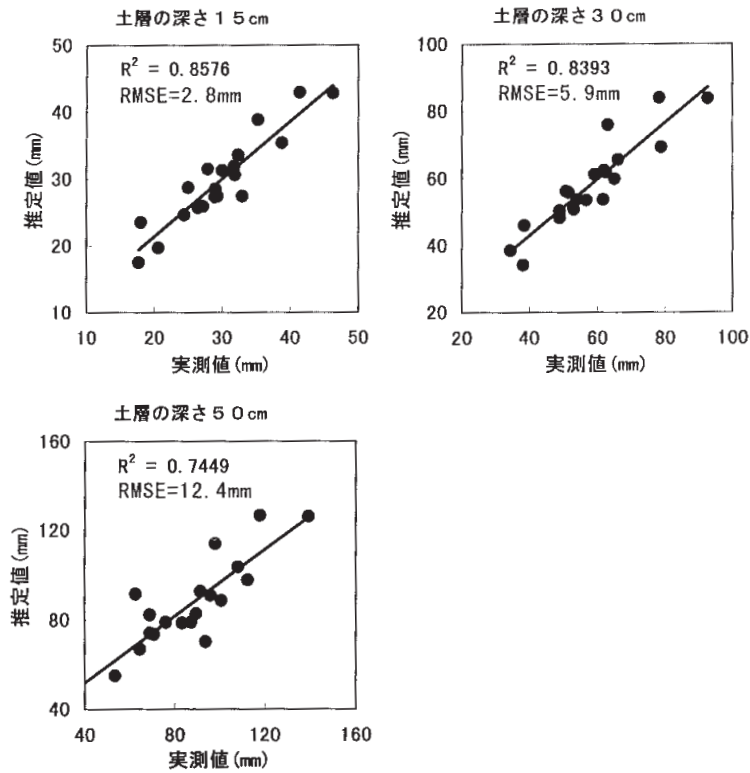 土層の深さ15cm
50
40
30
20
10
R² = 0.8576
RMSE=2.8mm
推定値(mm)
10 20 30 40 50
実測値(mm)
土層の深さ30cm
100
80
60
40
20
R² = 0.8393
RMSE=5.9mm
推定値(mm)
20 40 60 80 100
実測値(mm)
土層の深さ50cm
160
120
80
40
R² = 0.7449
RMSE=12.4mm
推定値(mm)
40 80 120 160
実測値(mm)